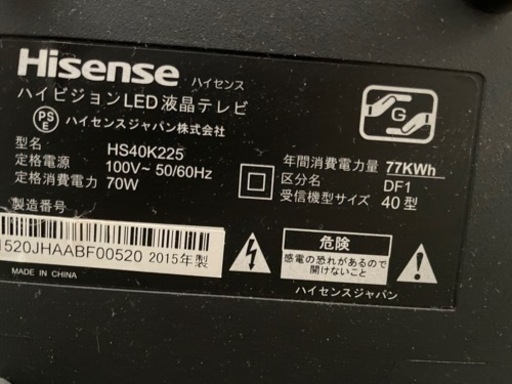 Hisense ハイセンス
ハイビジョンLED液晶テレビ
PS
E
ハイセンスジャパン株式会社
型名 HS40K225
定格電源 100V~ 50/60Hz
定格消費電力 70W
製造番号
1520JHAABF00520 2015年製
MADE IN CHINA
G
年間消費電力量 77KWh
区分名 DF1
受信機型サイズ 40型
危険
感電の恐れがあるので
開けないこと
ハイセンスジャパン